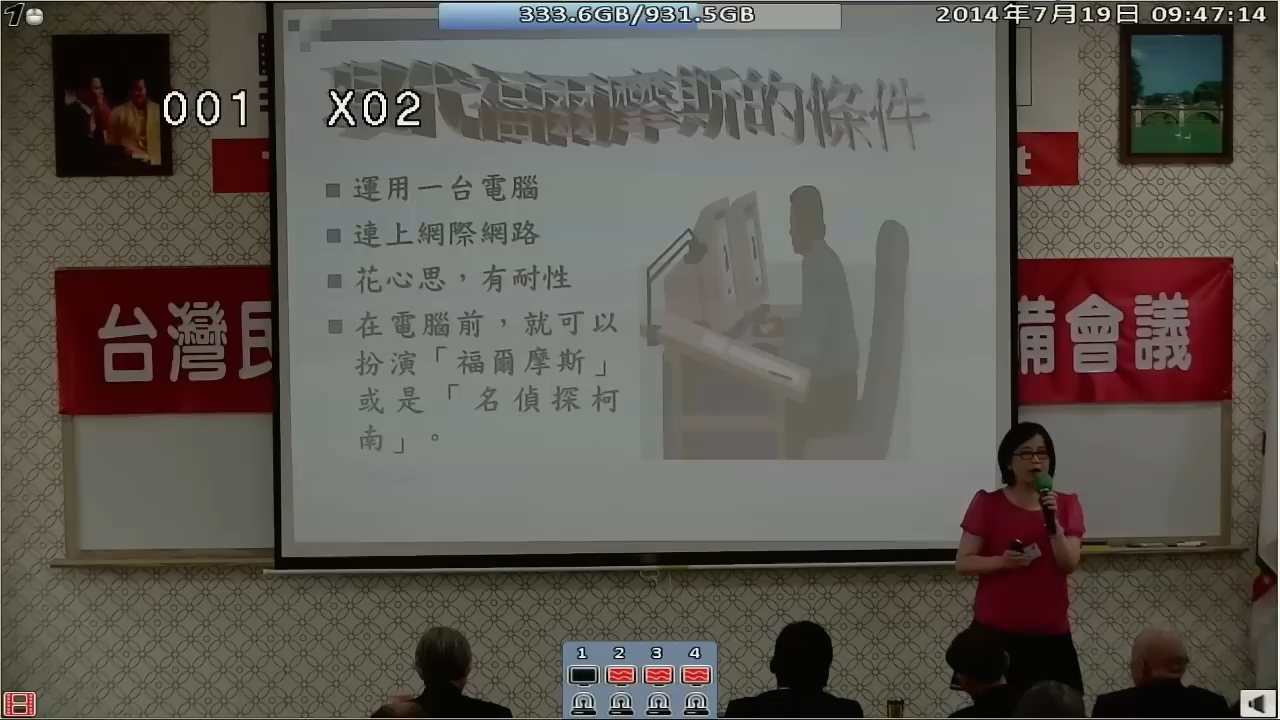 1
333.6GB/931.5GB
2014年7月19日 09:47:14
001 X02
現代福爾摩斯的條件
t
運用一台電腦
連上網際網路
花心思，有耐性
在電腦前，就可以
扮演「福爾摩斯」
或是「名偵探柯
南」。
台灣民
備會議
1 2 3 4